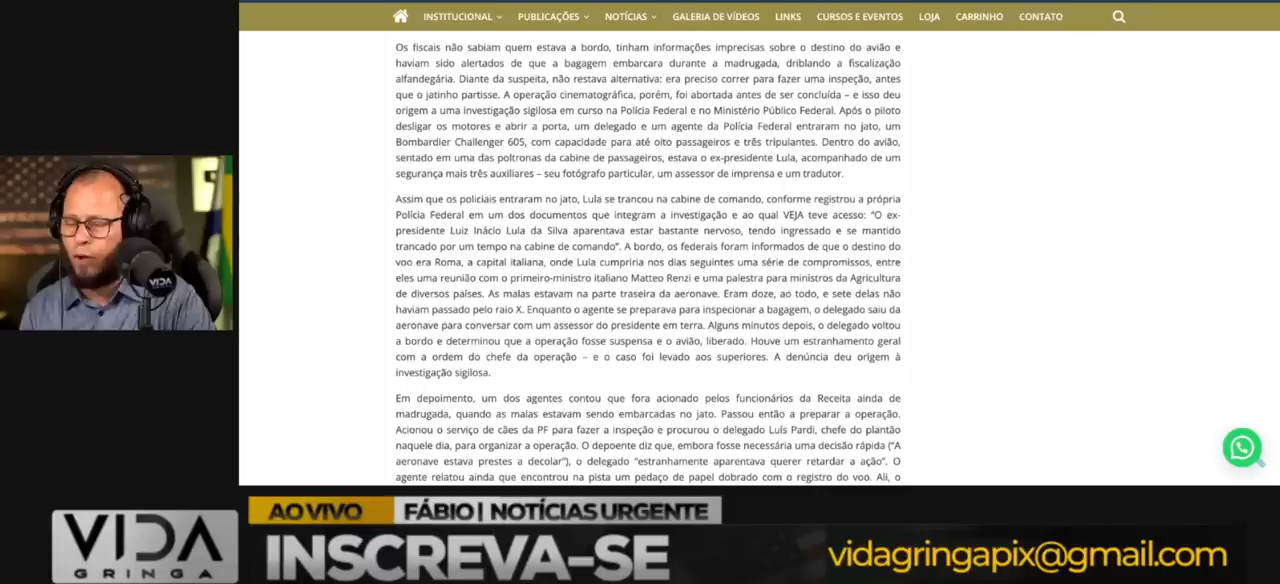 INSTITUCIONAL PUBLICAÇÕES NOTÍCIAS GALERIA DE VÍDEOS LINKS CURSOS E EVENTOS LOJA CARRINHO CONTATO
Os fiscais não sabiam quem estava a bordo, tinham informações imprecisas sobre o destino do avião e
haviam sido alertados de que a bagagem embarcara durante a madrugada, driblando a fiscalização
alfandegária. Diante da suspeita, não restava alternativa: era preciso correr para fazer uma inspeção, antes
que o jatinho partisse. A operação cinematográfica, porém, foi abortada antes de ser concluída – e isso deu
origem a uma investigação sigilosa em curso na Polícia Federal e no Ministério Público Federal. Após o piloto
desligar os motores e abrir a porta, um delegado e um agente da Polícia Federal entraram no jato, um
Bombardier Challenger 605, com capacidade para até oito passageiros e três tripulantes. Dentro do avião,
sentado em uma das poltronas da cabine de passageiros, estava o ex-presidente Lula, acompanhado de um
segurança mais três auxiliares – seu fotógrafo particular, um assessor de imprensa e um tradutor.
Assim que os policiais entraram no jato, Lula se trancou na cabine de comando, conforme registrou a própria
Polícia Federal em um dos documentos que integram a investigação e ao qual VEJA teve acesso: “O ex-
presidente Luiz Inácio Lula da Silva aparentava estar bastante nervoso, tendo ingressado e se mantido
trancado por um tempo na cabine de comando”. A bordo, os federais foram informados de que o destino do
voo era Roma, a capital italiana, onde Lula cumpriria nos dias seguintes uma série de compromissos, entre
eles uma reunião com o primeiro-ministro italiano Matteo Renzi e uma palestra para ministros da Agricultura
de diversos países. As malas estavam na parte traseira da aeronave. Eram doze, ao todo, e sete delas não
haviam passado pelo raio X. Enquanto o agente se preparava para inspecionar a bagagem, o delegado saiu da
aeronave para conversar com um assessor do presidente em terra. Alguns minutos depois, o delegado voltou
a bordo e determinou que a operação fosse suspensa e o avião, liberado. Houve um estranhamento geral
com a ordem do chefe da operação – e o caso foi levado aos superiores. A denúncia deu origem à
investigação sigilosa.
Em depoimento, um dos agentes contou que fora acionado pelos funcionários da Receita ainda de
madrugada, quando as malas estavam sendo embarcadas no jato. Passou então a preparar a operação.
Acionou o serviço de cães da PF para fazer a inspeção e procurou o delegado Luís Pardi, chefe do plantão
naquele dia, para organizar a operação. O depoente diz que, embora fosse necessária uma decisão rápida (“A
aeronave estava prestes a decolar”), o delegado “estranhamente aparentava querer retardar a ação”. O
agente relatou ainda que encontrou na pista um pedaço de papel dobrado com o registro do voo. Ali, o
VIDA
AO VIVO FÁBIO | NOTÍCIAS URGENTE
VIDA
GRINGA
INSCREVA-SE
vidagringapix@gmail.com